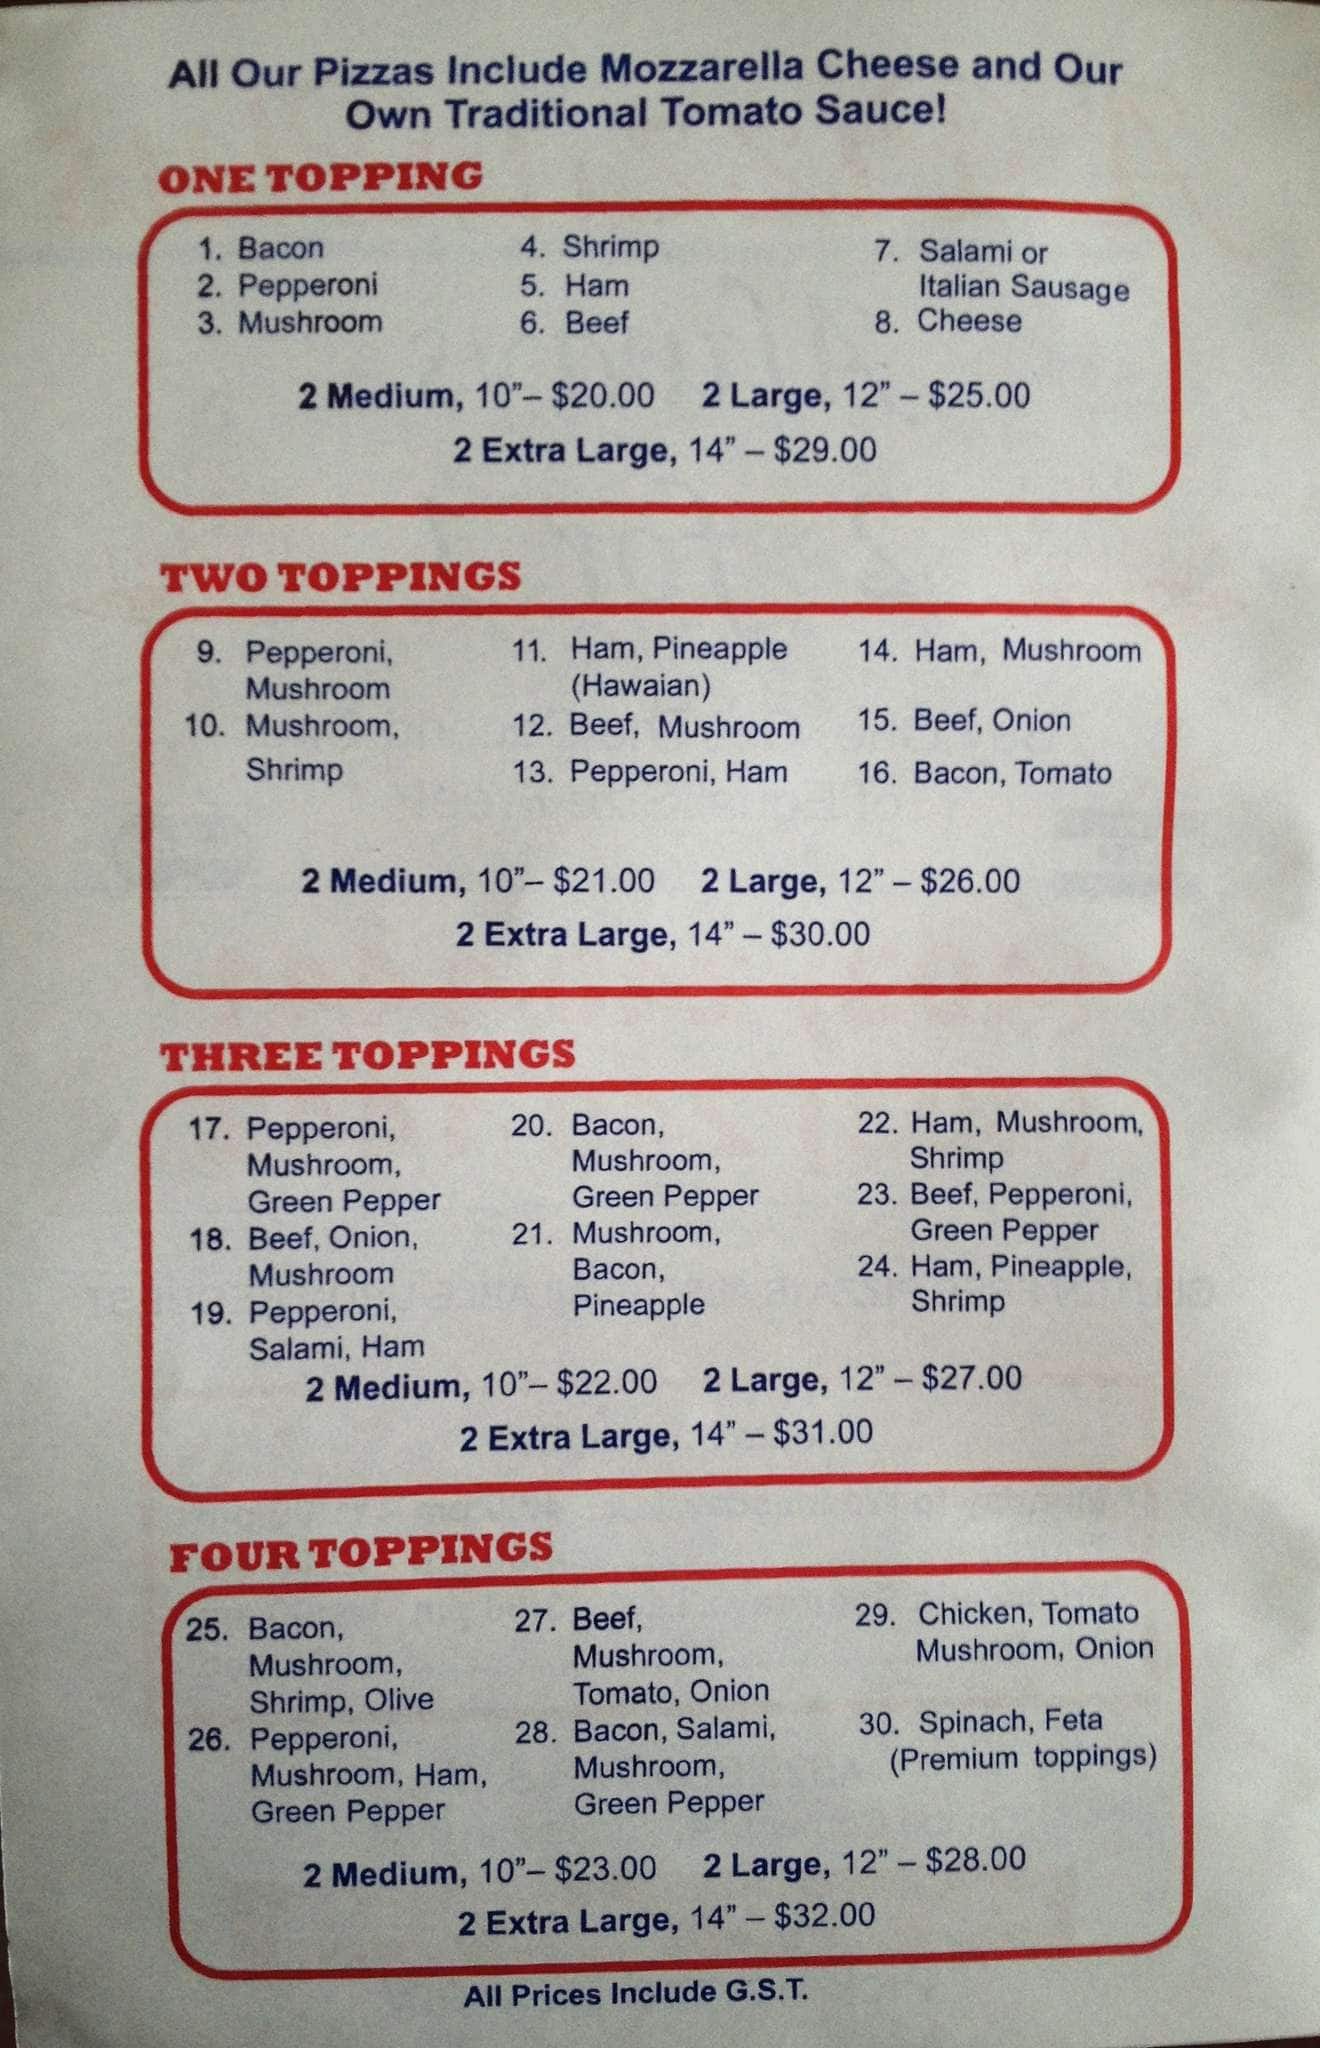 All Our Pizzas Include Mozzarella Cheese and Our
Own Traditional Tomato Sauce!
ONE TOPPING
1. Bacon
2. Pepperoni
3. Mushroom
4. Shrimp
5. Ham
6. Beef
7. Salami or
Italian Sausage
8. Cheese
2 Medium, 10”– $20.00 2 Large, 12” – $25.00
2 Extra Large, 14” – $29.00
TWO TOPPINGS
9. Pepperoni,
Mushroom
10. Mushroom,
Shrimp
11. Ham, Pineapple
(Hawaian)
12. Beef, Mushroom
13. Pepperoni, Ham
14. Ham, Mushroom
15. Beef, Onion
16. Bacon, Tomato
2 Medium, 10”– $21.00 2 Large, 12” – $26.00
2 Extra Large, 14” – $30.00
THREE TOPPINGS
17. Pepperoni,
Mushroom,
Green Pepper
18. Beef, Onion,
Mushroom
19. Pepperoni,
Salami, Ham
20. Bacon,
Mushroom,
Green Pepper
21. Mushroom,
Bacon,
Pineapple
22. Ham, Mushroom,
Shrimp
23. Beef, Pepperoni,
Green Pepper
24. Ham, Pineapple,
Shrimp
2 Medium, 10”– $22.00 2 Large, 12” – $27.00
2 Extra Large, 14” – $31.00
FOUR TOPPINGS
25. Bacon,
Mushroom,
Shrimp, Olive
26. Pepperoni,
Mushroom, Ham,
Green Pepper
27. Beef,
Mushroom,
Tomato, Onion
28. Bacon, Salami,
Mushroom,
Green Pepper
29. Chicken, Tomato
Mushroom, Onion
30. Spinach, Feta
(Premium toppings)
2 Medium, 10”– $23.00 2 Large, 12” – $28.00
2 Extra Large, 14” – $32.00
All Prices Include G.S.T.